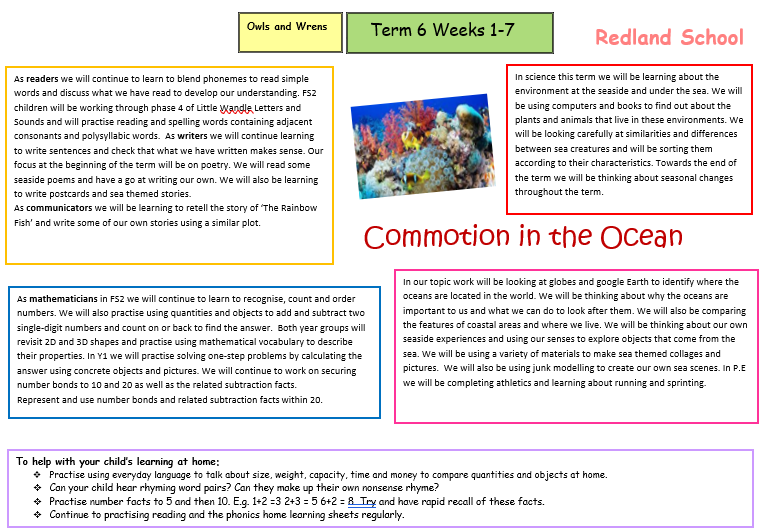 Owls and Wrens
Term 6 Weeks 1-7
Redland School
As readers we will continue to learn to blend phonemes to read simple
words and discuss what we have read to develop our understanding. FS2
children will be working through phase 4 of Little Wandle Letters and
Sounds and will practise reading and spelling words containing adjacent
consonants and polysyllabic words.  As writers we will continue learning
to write sentences and check that what we have written makes sense. Our
focus at the beginning of the term will be on poetry. We will read some
seaside poems and have a go at writing our own. We will also be learning
to write postcards and sea themed stories.
As communicators we will be learning to retell the story of ‘The Rainbow
Fish’ and write some of our own stories using a similar plot.
In science this term we will be learning about the
environment at the seaside and under the sea. We will
be using computers and books to find out about the
plants and animals that live in these environments. We
will be looking carefully at similarities and differences
between sea creatures and will be sorting them
according to their characteristics. Towards the end of
the term we will be thinking about seasonal changes
throughout the term.
Commotion in the Ocean
As mathematicians in FS2 we will continue to learn to recognise, count and order
numbers. We will also practise using quantities and objects to add and subtract two
single-digit numbers and count on or back to find the answer.  Both year groups will
revisit 2D and 3D shapes and practise using mathematical vocabulary to describe
their properties. In Y1 we will practise solving one-step problems by calculating the
answer using concrete objects and pictures. We will continue to work on securing
number bonds to 10 and 20 as well as the related subtraction facts.
Represent and use number bonds and related subtraction facts within 20.
In our topic work will be looking at globes and google Earth to identify where the
oceans are located in the world. We will be thinking about why the oceans are
important to us and what we can do to look after them. We will also be comparing
the features of coastal areas and where we live. We will be thinking about our own
seaside experiences and using our senses to explore objects that come from the
sea. We will be using a variety of materials to make sea themed collages and
pictures.  We will also be using junk modelling to create our own sea scenes. In P.E
we will be completing athletics and learning about running and sprinting.
To help with your child’s learning at home:
❖ Practise using everyday language to talk about size, weight, capacity, time and money to compare quantities and objects at home.
❖ Can your child hear rhyming word pairs? Can they make up their own nonsense rhyme?
❖ Practise number facts to 5 and then 10. E.g. 1+2 =3 2+3 = 5 6+2 = 8. Try and have rapid recall of these facts.
❖ Continue to practising reading and the phonics home learning sheets regularly.